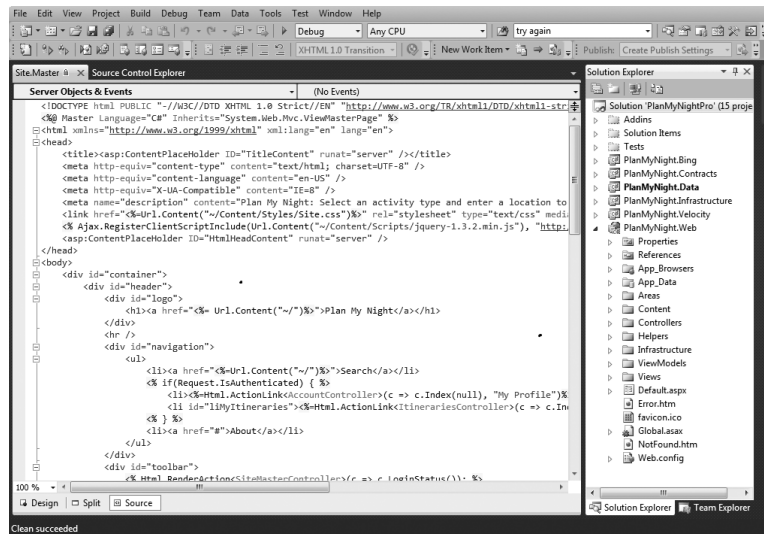 File Edit View Project Build Debug Team Data Tools Test Window Help
Debug Any CPU try again
XHTML 1.0 Transition New Work Item Publish: Create Publish Settings
Site.Master Source Control Explorer
Server Objects & Events (No Events)
<!DOCTYPE html PUBLIC "-//W3C//DTD XHTML 1.0 Strict//EN" "http://www.w3.org/TR/xhtml1/DTD/xhtml1-str
<%@ Master Language="C#" Inherits="System.Web.Mvc.ViewMasterPage" %>
<html xmlns="http://www.w3.org/1999/xhtml" xml:lang="en" lang="en">
<head>
<title><asp:ContentPlaceHolder ID="TitleContent" runat="server" /></title>
<meta http-equiv="content-type" content="text/html; charset=UTF-8" />
<meta http-equiv="content-language" content="en-US" />
<meta http-equiv="X-UA-Compatible" content="IE=8" />
<meta name="description" content="Plan My Night: Select an activity type and enter a location to
<link href="<%=Url.Content("~/Content/Styles/Site.css")%>" rel="stylesheet" type="text/css" media
<% Ajax.RegisterClientScriptInclude(Url.Content("~/Content/Scripts/jquery-1.3.2.min.js"), "http:
<asp:ContentPlaceHolder ID="HtmlHeadContent" runat="server" />
</head>
<body>
<div id="container">
<div id="header">
<div id="logo">
<h1><a href="<%= Url.Content("~/")%>">Plan My Night</a></h1>
</div>
<hr />
<div id="navigation">
<ul>
<li><a href="<%=Url.Content("~/")%>">Search</a></li>
<% if(Request.IsAuthenticated) { %>
<li><%=Html.ActionLink<AccountController>(c => c.Index(null), "My Profile")%
<li id="liMyItineraries"><%=Html.ActionLink<ItinerariesController>(c => c.In
<% } %>
<li><a href="#">About</a></li>
</ul>
</div>
<div id="toolbar">
<% Html.RenderAction<SiteMasterController>(c => c.LoginStatus()); %>
100 %
Design Split Source
Clean succeeded
Solution Explorer
Solution 'PlanMyNightPro' (15 proje
Addins
Solution Items
Tests
PlanMyNight.Bing
PlanMyNight.Contracts
PlanMyNight.Data
PlanMyNight.Infrastructure
PlanMyNight.Velocity
PlanMyNight.Web
Properties
References
App_Browsers
App_Data
Areas
Content
Controllers
Helpers
Infrastructure
ViewModels
Views
Default.aspx
Error.htm
favicon.ico
Global.asax
NotFound.htm
Web.config
Solution Explorer Team Explorer